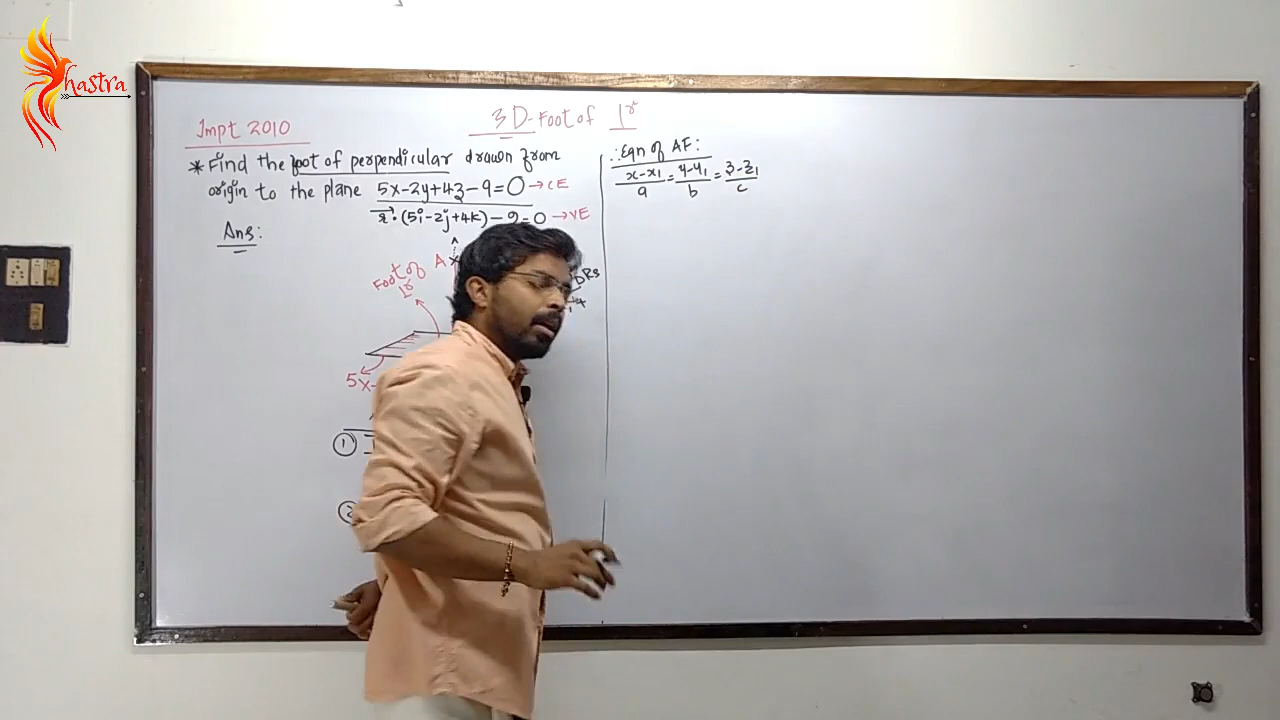 hastra
Impt 2010
3D-Foot of ⊥r
* Find the foot of perpendicular drawn from
origin to the plane 5x-2y+4z-9=0 → CE
r⃗.(5i-2j+4k)-9=0 → VE
Ans:
Foot of
⊥r
A
DRs
4
5x-
①
②
∴ Eqn of AF:
x-x₁/a = y-y₁/b = z-z₁/c